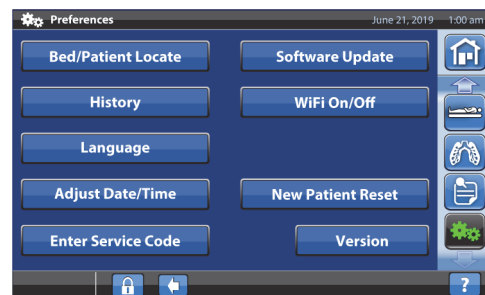 Preferences
June 21, 2019 1:00 am
Bed/Patient Locate
Software Update
History
WiFi On/Off
Language
Adjust Date/Time
New Patient Reset
Enter Service Code
Version
?